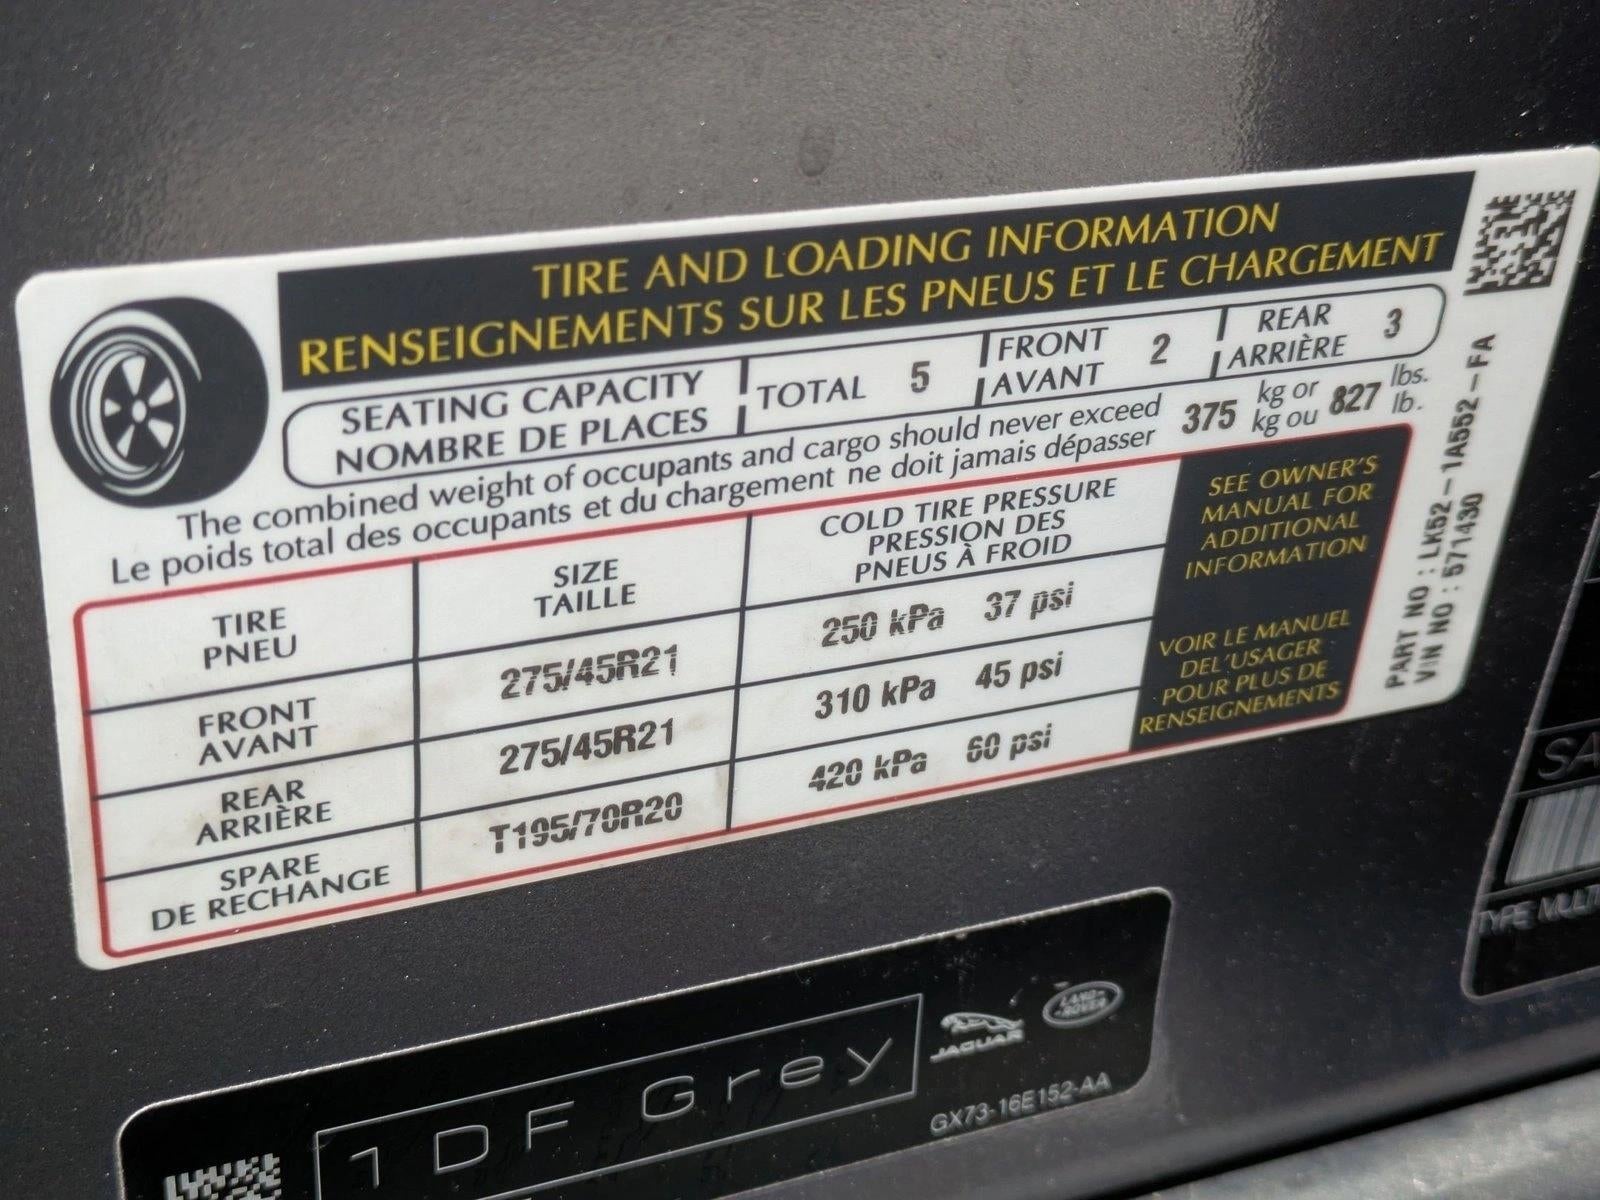 TIRE AND LOADING INFORMATION
RENSEIGNEMENTS SUR LES PNEUS ET LE CHARGEMENT
SEATING CAPACITY
NOMBRE DE PLACES
TOTAL 5
FRONT
AVANT
2
REAR
ARRIÈRE
3
The combined weight of occupants and cargo should never exceed 375 kg or 827 lbs.
Le poids total des occupants et du chargement ne doit jamais dépasser kg ou lb.
TIRE
PNEU
SIZE
TAILLE
COLD TIRE PRESSURE
PRESSION DES
PNEUS À FROID
FRONT
AVANT
275/45R21
250 kPa 37 psi
REAR
ARRIÈRE
275/45R21
310 kPa 45 psi
SPARE
DE RECHANGE
T195/70R20
420 kPa 60 psi
SEE OWNER'S
MANUAL FOR
ADDITIONAL
INFORMATION
VOIR LE MANUEL
DEL'USAGER
POUR PLUS DE
RENSEIGNEMENTS
PART NO : LK52-1A552-FA
VIN NO : 571430
1DF Grey
JAGUAR
LAND-
-ROVER
GX73-16E152-AA
SA
TYPE MULT